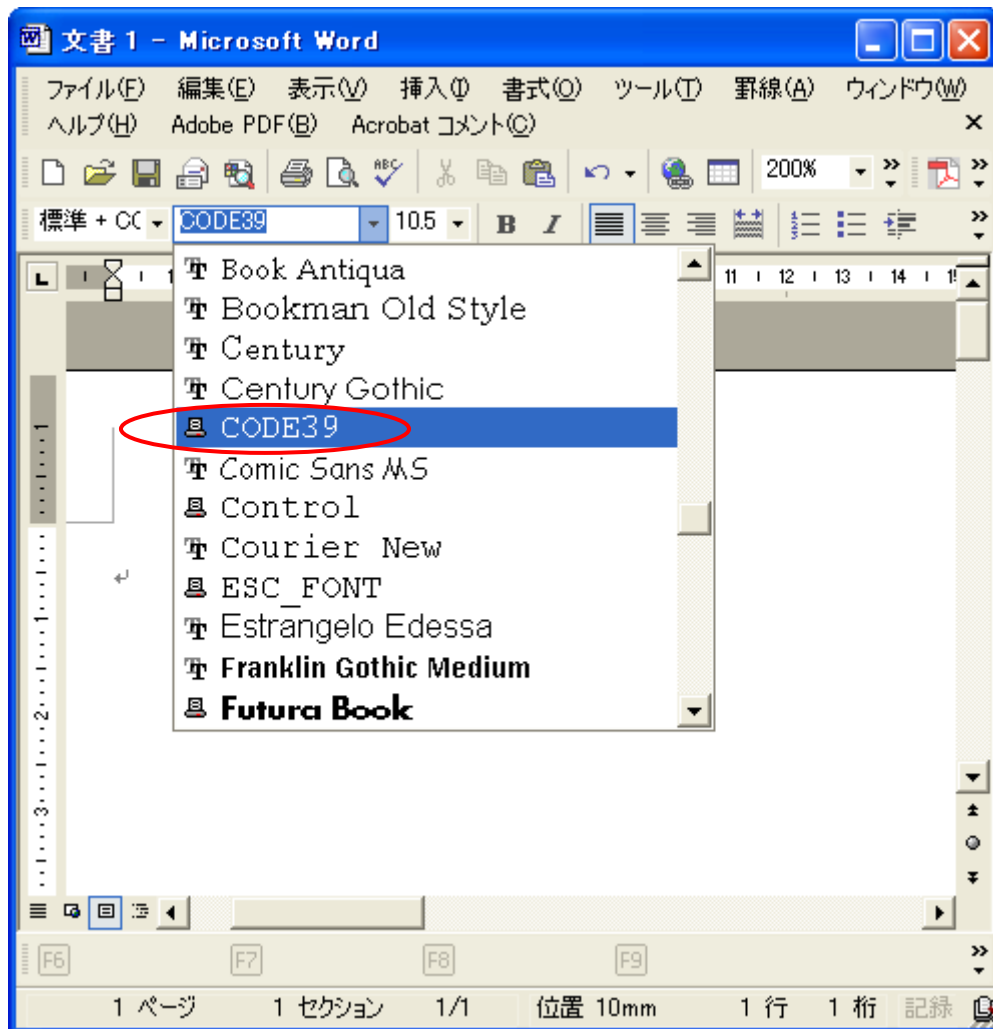 文書 1 - Microsoft Word
ファイル(F) 編集(E) 表示(V) 挿入(I) 書式(O) ツール(T) 罫線(A) ウィンドウ(W)
ヘルプ(H) Adobe PDF(B) Acrobat コメント(C)
ABC 200%
標準 + CC CODE39 10.5 B I
L 11 12 13 14
Book Antiqua
Bookman Old Style
Century
Century Gothic
CODE39
Comic Sans MS
Control
Courier New
ESC_FONT
Estrangelo Edessa
Franklin Gothic Medium
Futura Book
1
1
2
3
F6 F7 F8 F9
1 ページ 1 セクション 1/1 位置 10mm 1 行 1 桁 記録